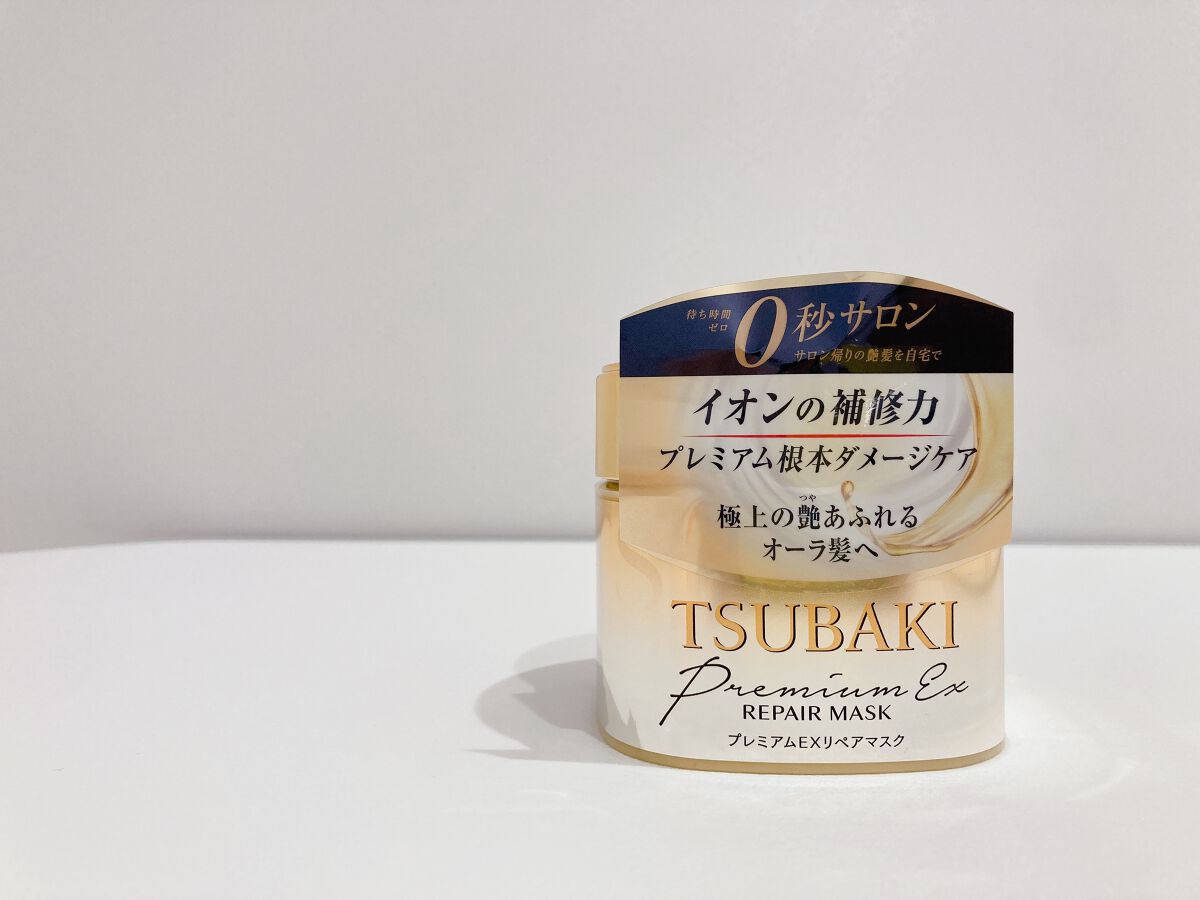 待ち時間
ゼロ
0秒サロン
サロン帰りの艶髪を自宅で
イオンの補修力
プレミアム根本ダメージケア
つや
極上の艶あふれる
オーラ髪へ
TSUBAKI
Premium Ex
REPAIR MASK
プレミアムEXリペアマスク